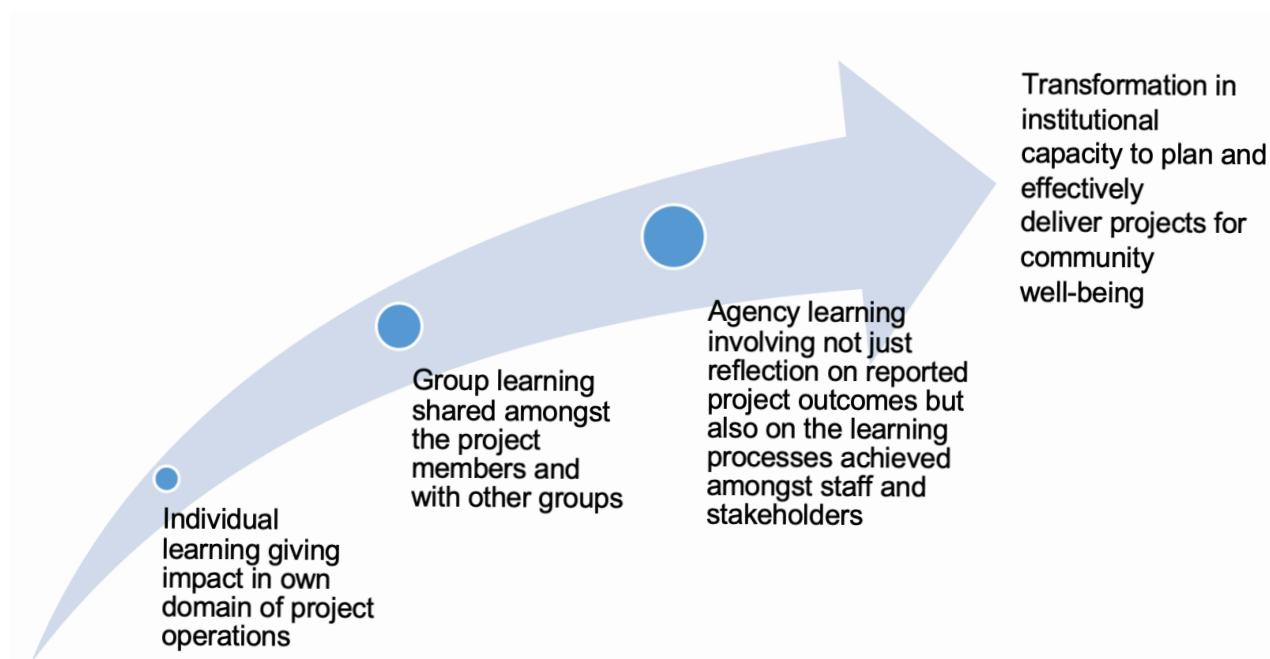 Individual
learning giving
impact in own
domain of project
operations
Group learning
shared amongst
the project
members and
with other groups
Agency learning
involving not just
reflection on reported
project outcomes but
also on the learning
processes achieved
amongst staff and
stakeholders
Transformation in
institutional
capacity to plan and
effectively
deliver projects for
community
well-being